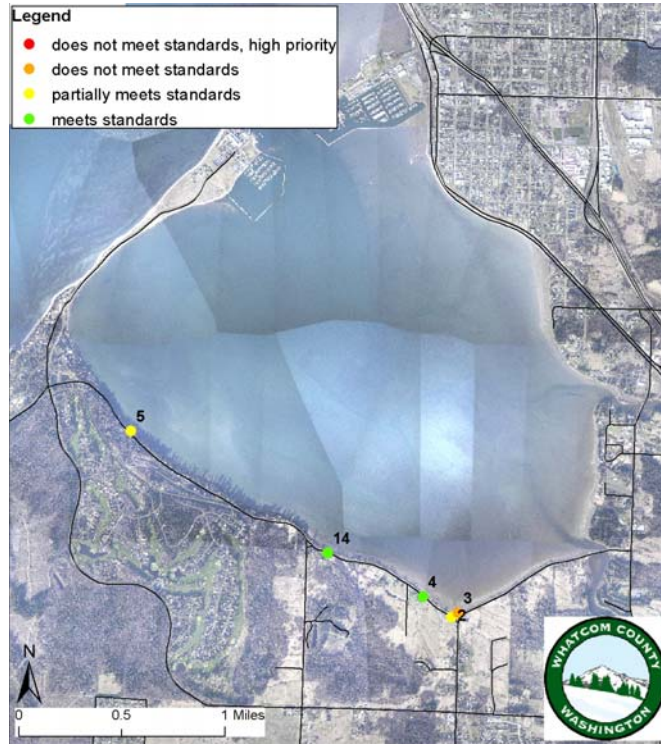 Legend
does not meet standards, high priority
does not meet standards
partially meets standards
meets standards
5
14
4
3
2
N
0 0.5 1 Miles
WHATCOM COUNTY
WASHINGTON